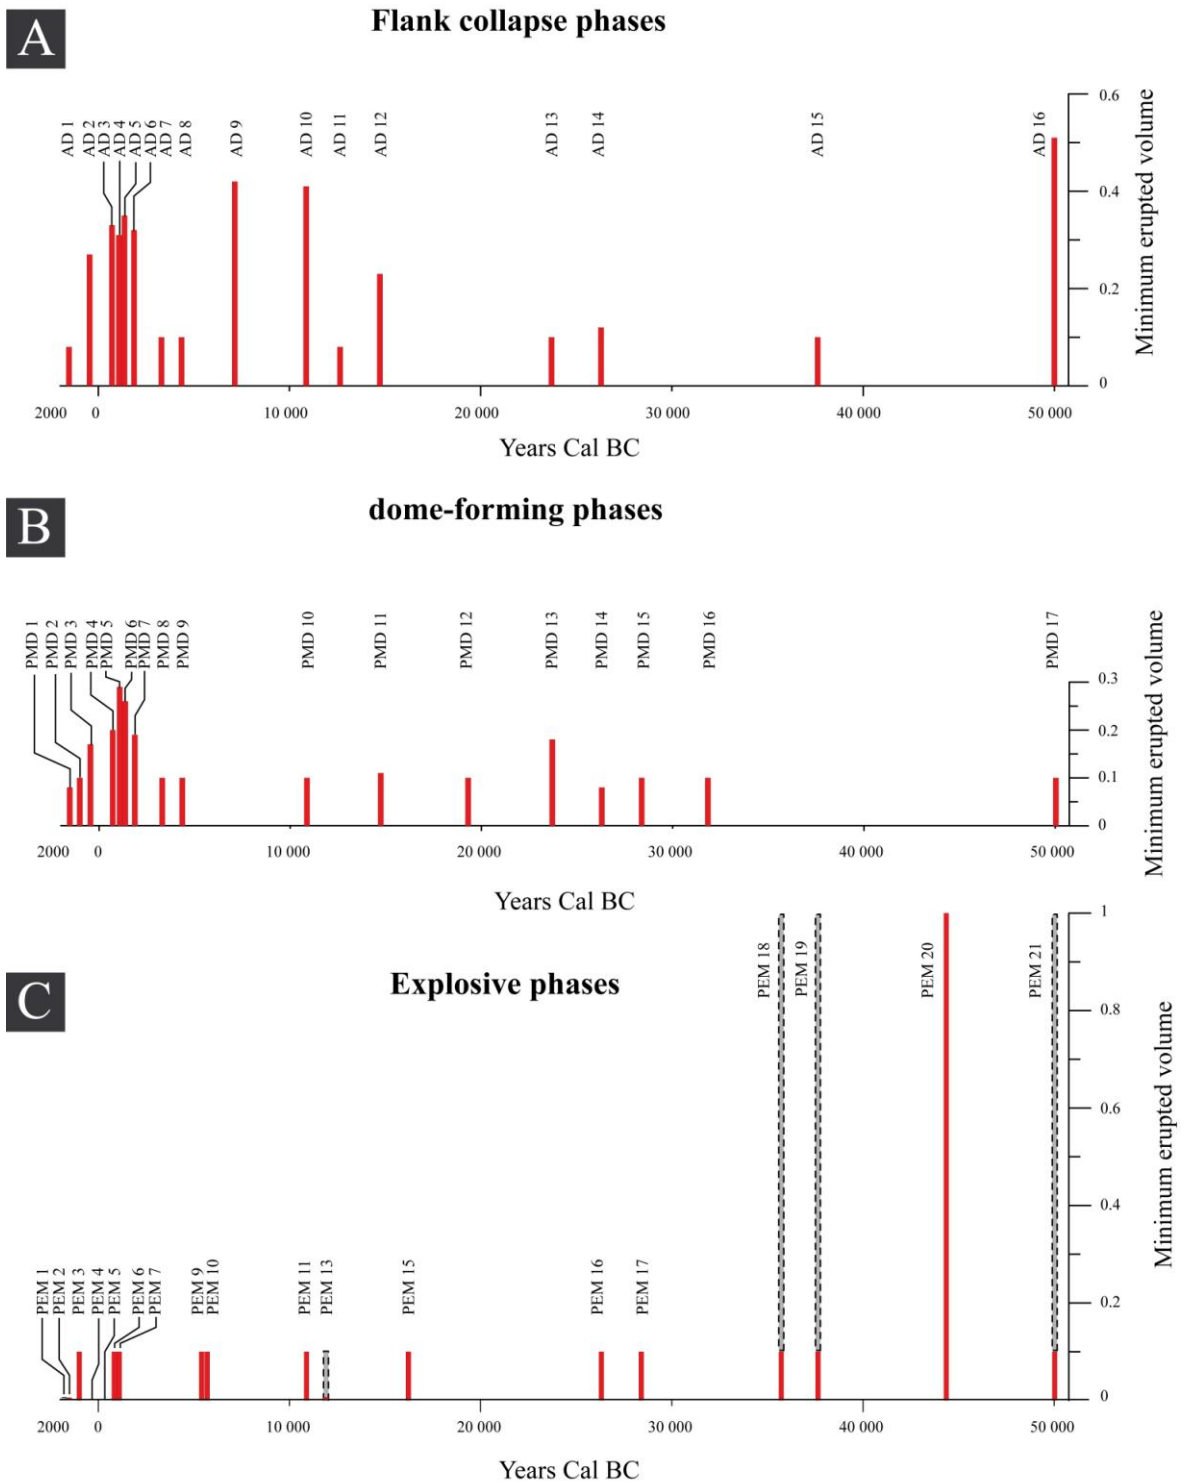 A
Flank collapse phases
AD 1
AD 2
AD 3
AD 4
AD 5
AD 6
AD 7
AD 8
AD 9
AD 10
AD 11
AD 12
AD 13
AD 14
AD 15
AD 16
0.6
0.4
0.2
0
Minimum erupted volume
2000 0 10 000 20 000 30 000 40 000 50 000
Years Cal BC
B
dome-forming phases
PMD 1
PMD 2
PMD 3
PMD 4
PMD 5
PMD 6
PMD 7
PMD 8
PMD 9
PMD 10
PMD 11
PMD 12
PMD 13
PMD 14
PMD 15
PMD 16
PMD 17
0.3
0.2
0.1
0
Minimum erupted volume
2000 0 10 000 20 000 30 000 40 000 50 000
Years Cal BC
C
Explosive phases
PEM 1
PEM 2
PEM 3
PEM 4
PEM 5
PEM 6
PEM 7
PEM 9
PEM 10
PEM 11
PEM 13
PEM 15
PEM 16
PEM 17
PEM 18
PEM 19
PEM 20
PEM 21
1
0.8
0.6
0.4
0.2
0
Minimum erupted volume
2000 0 10 000 20 000 30 000 40 000 50 000
Years Cal BC